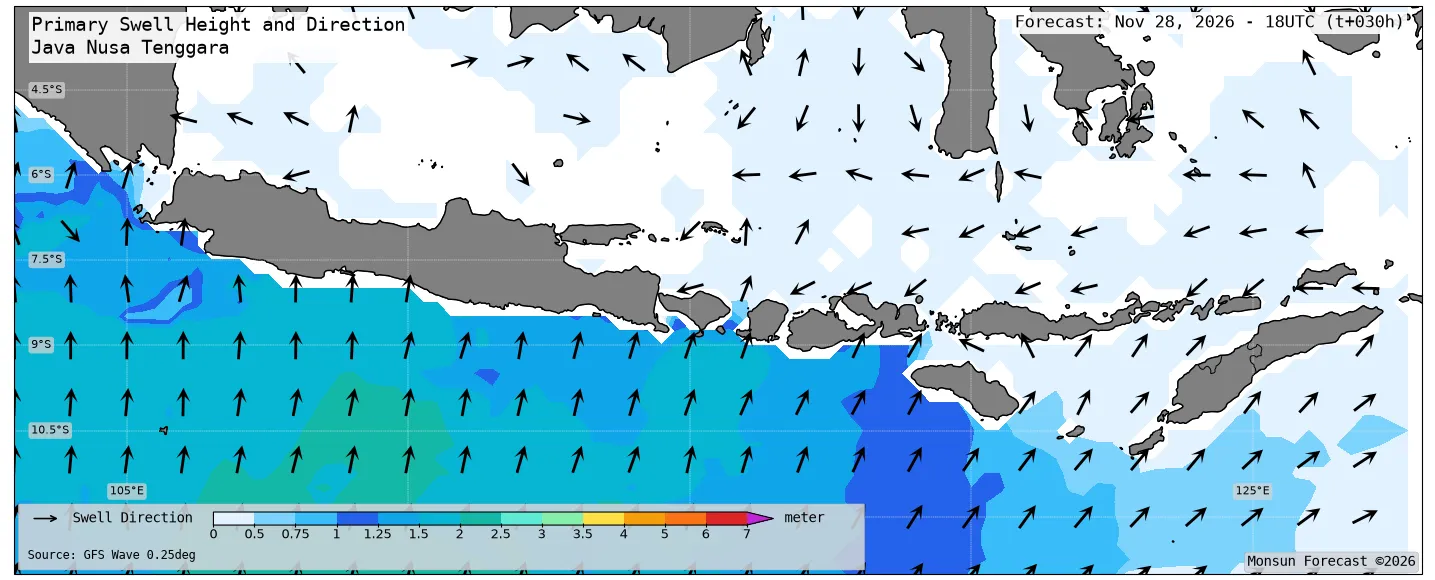 Primary Swell Height and Direction
Java Nusa Tenggara
Forecast: Nov 28, 2026 - 18UTC (t+030h)
4.5°S
6°S
7.5°S
9°S
10.5°S
105°E
125°E
Swell Direction
0 0.5 0.75 1 1.25 1.5 2 2.5 3 3.5 4 5 6 7
meter
Source: GFS Wave 0.25deg
Monsun Forecast ©2026